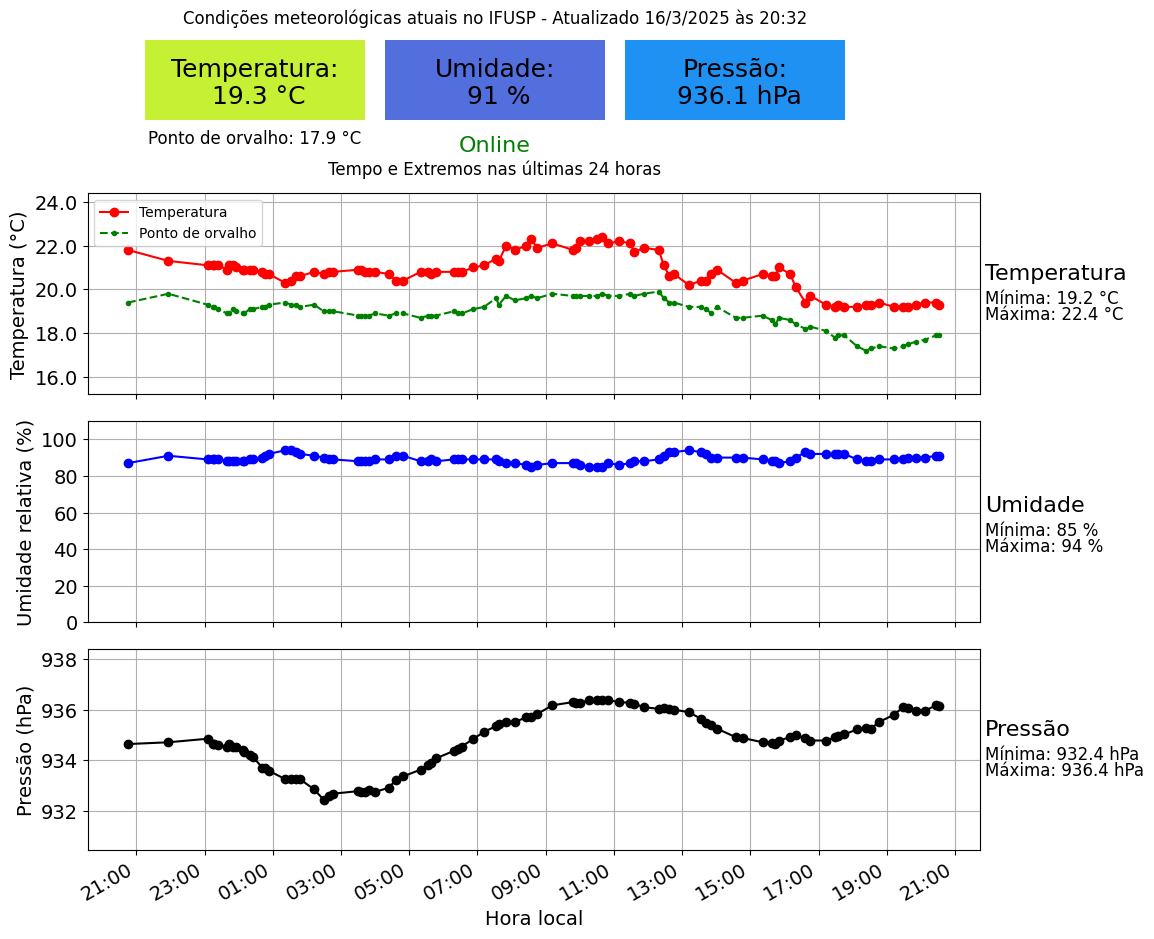 Condições meteorológicas atuais no IFUSP - Atualizado 16/3/2025 às 20:32
Temperatura:
19.3 °C
Umidade:
91 %
Pressão:
936.1 hPa
Ponto de orvalho: 17.9 °C
Online
Tempo e Extremos nas últimas 24 horas
Temperatura (°C)
24.0
22.0
20.0
18.0
16.0
Temperatura
Ponto de orvalho
Temperatura
Mínima: 19.2 °C
Máxima: 22.4 °C
Umidade relativa (%)
100
80
60
40
20
0
Umidade
Mínima: 85 %
Máxima: 94 %
Pressão (hPa)
938
936
934
932
Pressão
Mínima: 932.4 hPa
Máxima: 936.4 hPa
21:00
23:00
01:00
03:00
05:00
07:00
09:00
11:00
13:00
15:00
17:00
19:00
21:00
Hora local